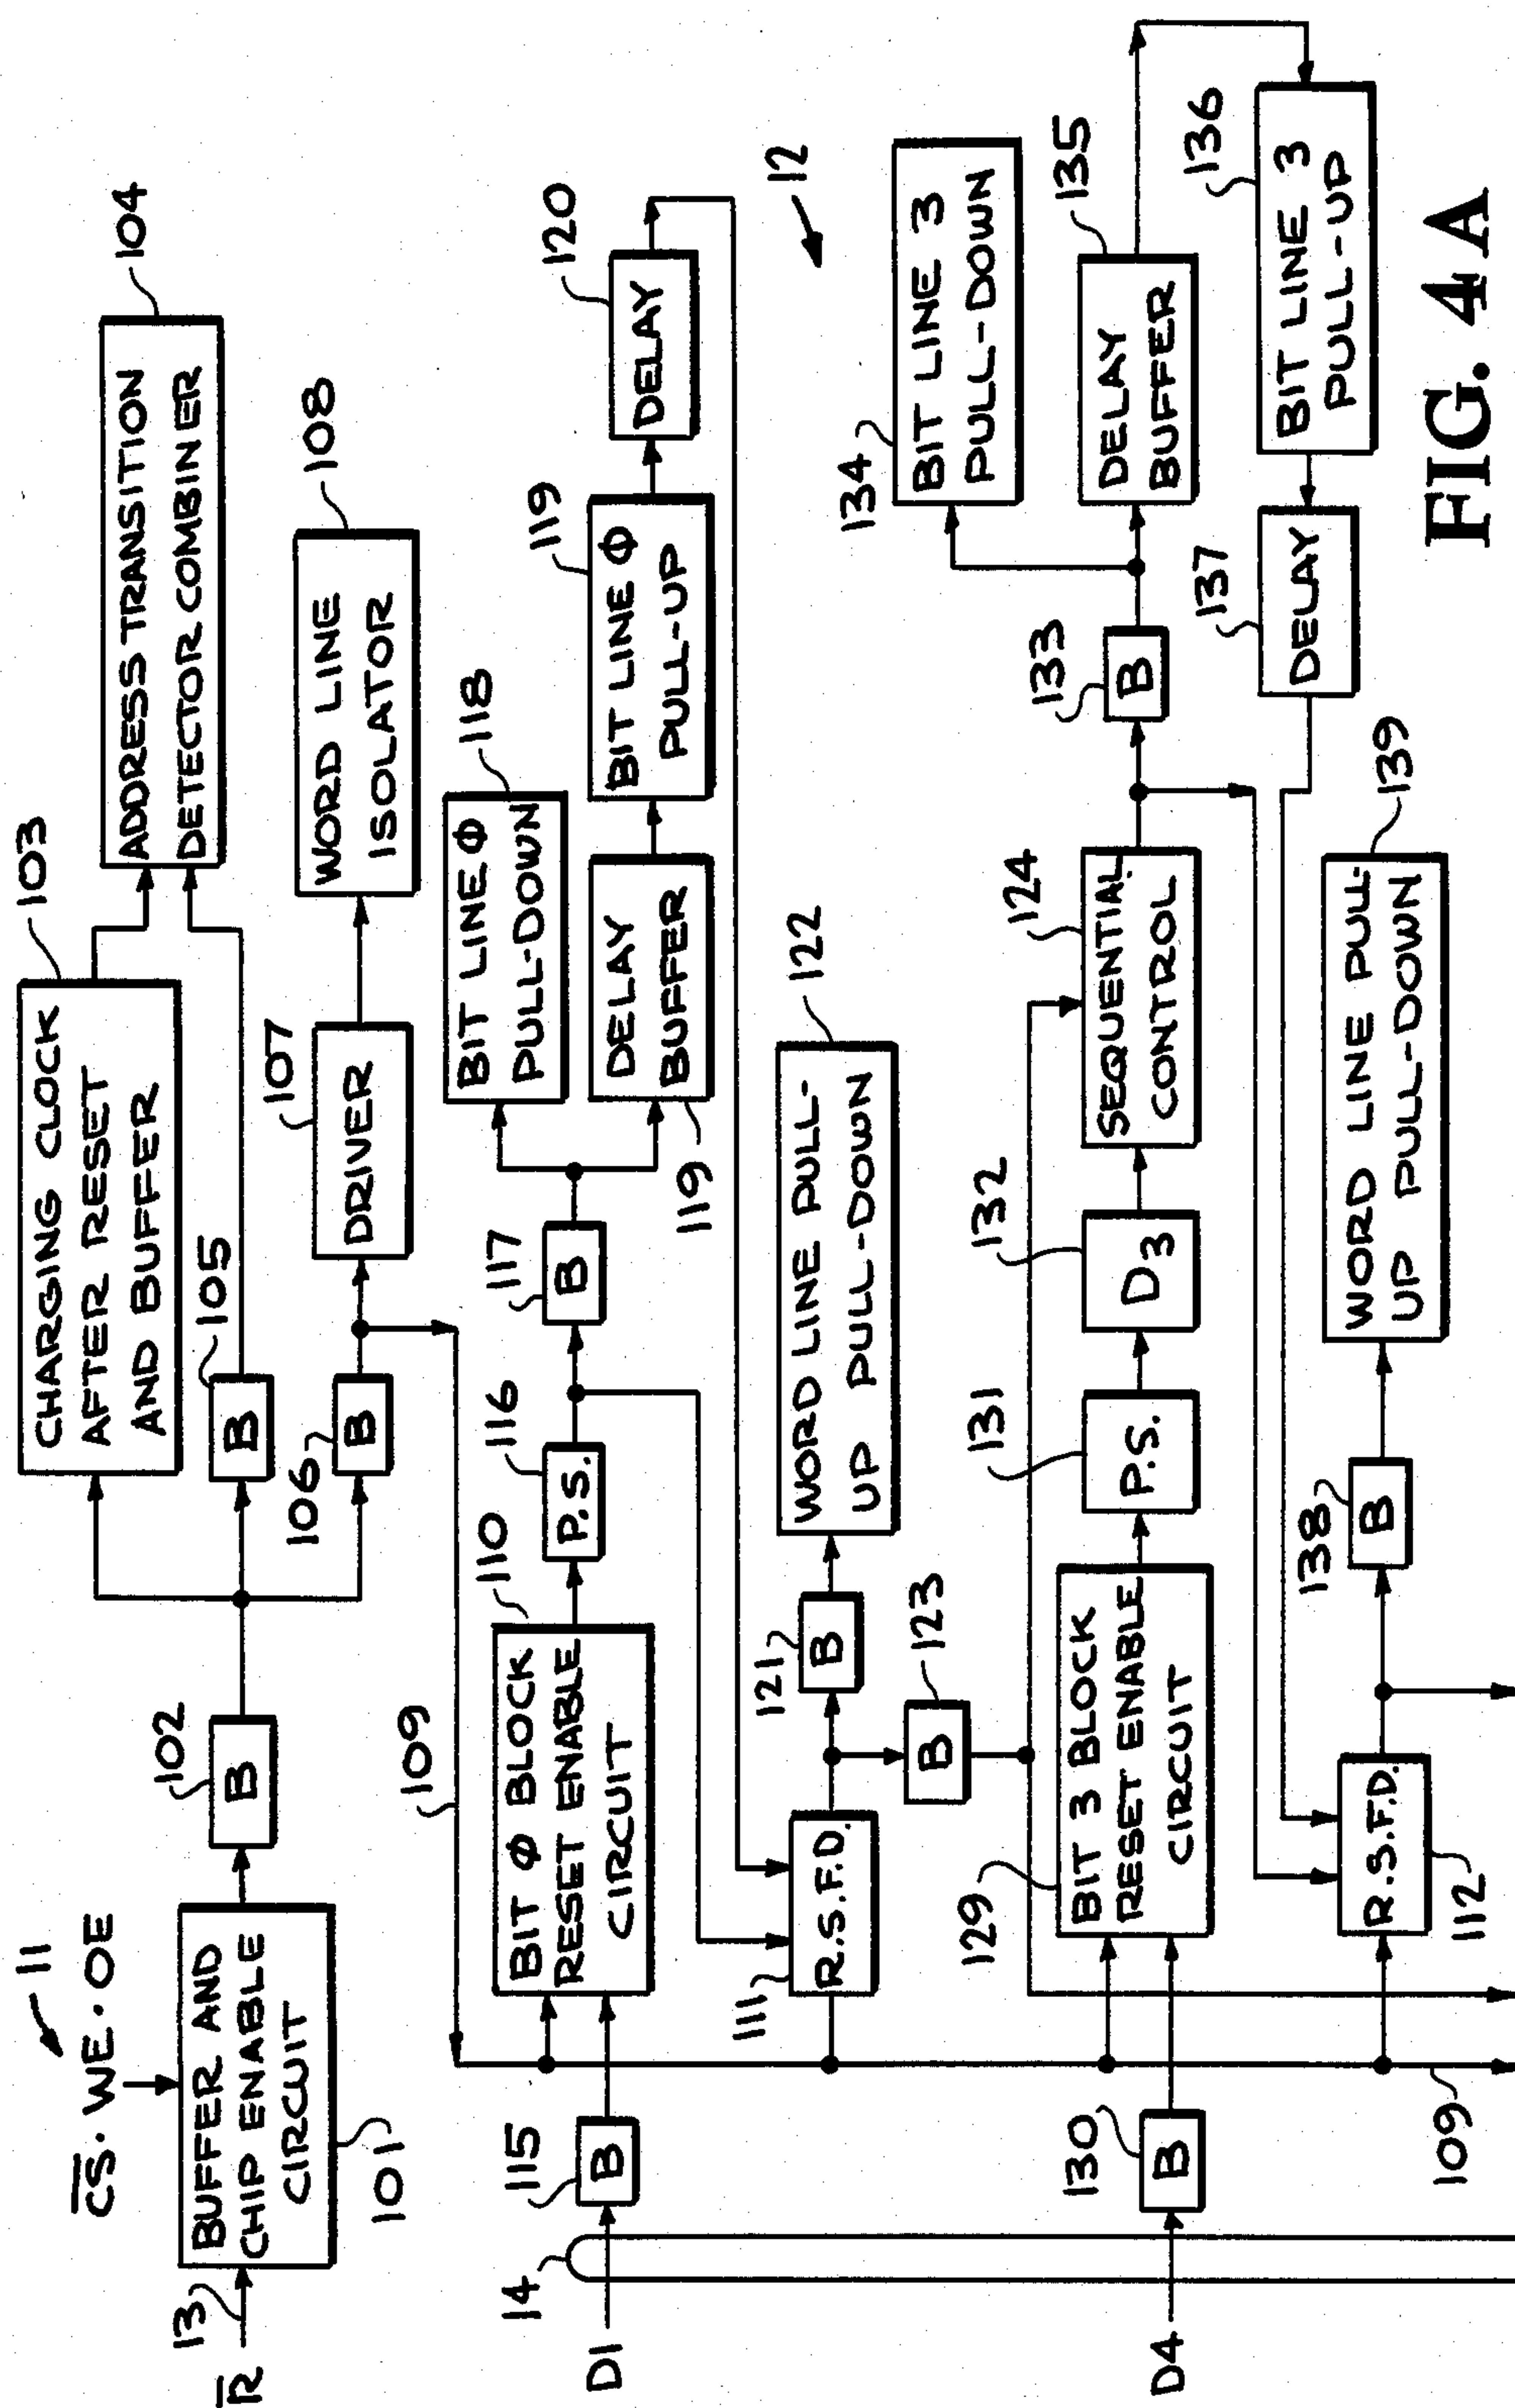 11
C̅S̅·WE·OE
R̅
13
BUFFER AND
CHIP ENABLE
CIRCUIT
101
102
B
CHARGING CLOCK
AFTER RESET
AND BUFFER
103
ADDRESS TRANSITION
DETECTOR COMBINER
104
105
B
106
B
107
DRIVER
WORD LINE
ISOLATOR
108
109
14
D1
115
B
BIT Φ BLOCK
RESET ENABLE
CIRCUIT
110
P.S.
116
117
B
BIT LINE Φ
PULL-DOWN
118
DELAY
BUFFER
119
BIT LINE Φ
PULL-UP
119
DELAY
120
111
R.S.F.D.
121
B
WORD LINE PULL-
UP PULL-DOWN
122
B
123
12
D4
130
B
129
BIT 3 BLOCK
RESET ENABLE
CIRCUIT
131
P.S.
132
D3
124
SEQUENTIAL
CONTROL
133
B
134
BIT LINE 3
PULL-DOWN
DELAY
BUFFER
135
BIT LINE 3
PULL-UP
136
137
DELAY
109
R.S.F.D.
112
138
B
WORD LINE PULL-
UP PULL-DOWN
139
FIG. 4A